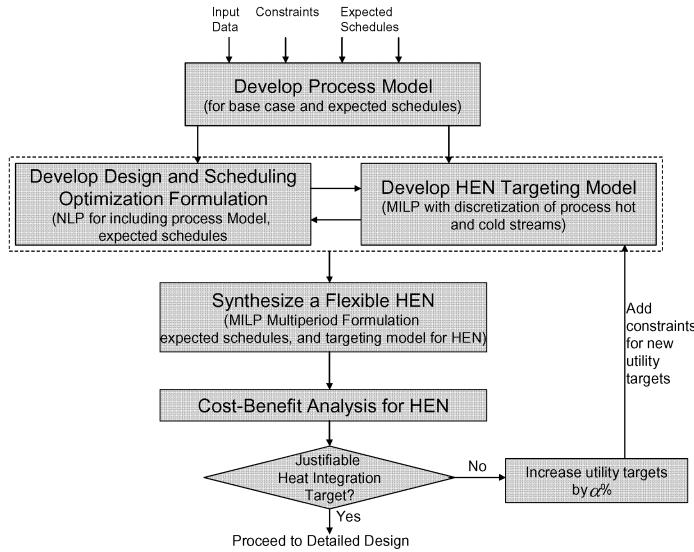 Input
Data
Constraints
Expected
Schedules
Develop Process Model
(for base case and expected schedules)
Develop Design and Scheduling
Optimization Formulation
(NLP for including process Model,
expected schedules
Develop HEN Targeting Model
(MILP with discretization of process hot
and cold streams)
Synthesize a Flexible HEN
(MILP Multiperiod Formulation
expected schedules, and targeting model for HEN)
Add
constraints
for new
utility
targets
Cost-Benefit Analysis for HEN
Justifiable
Heat Integration
Target?
No
Increase utility targets
by α%
Yes
Proceed to Detailed Design